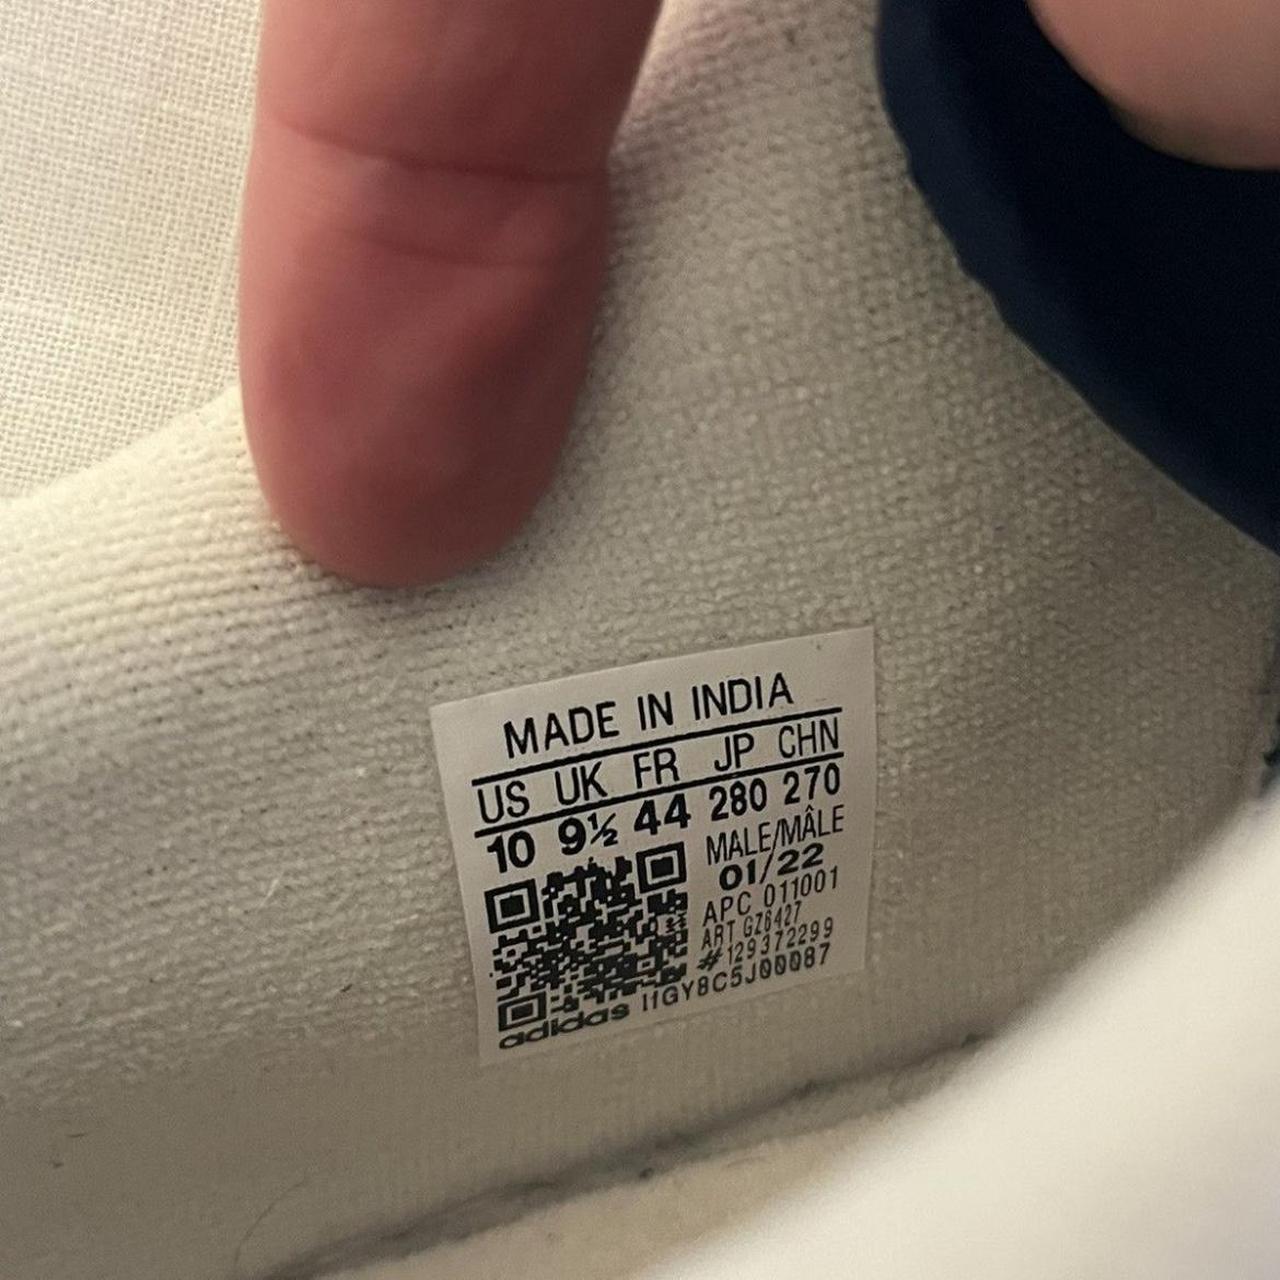 MADE IN INDIA
US UK FR JP CHN
10 9½ 44 280 270
MALE/MÂLE
01/22
APC 011001
ART GZ6427
#129372299
adidas I1GY8C5J00087